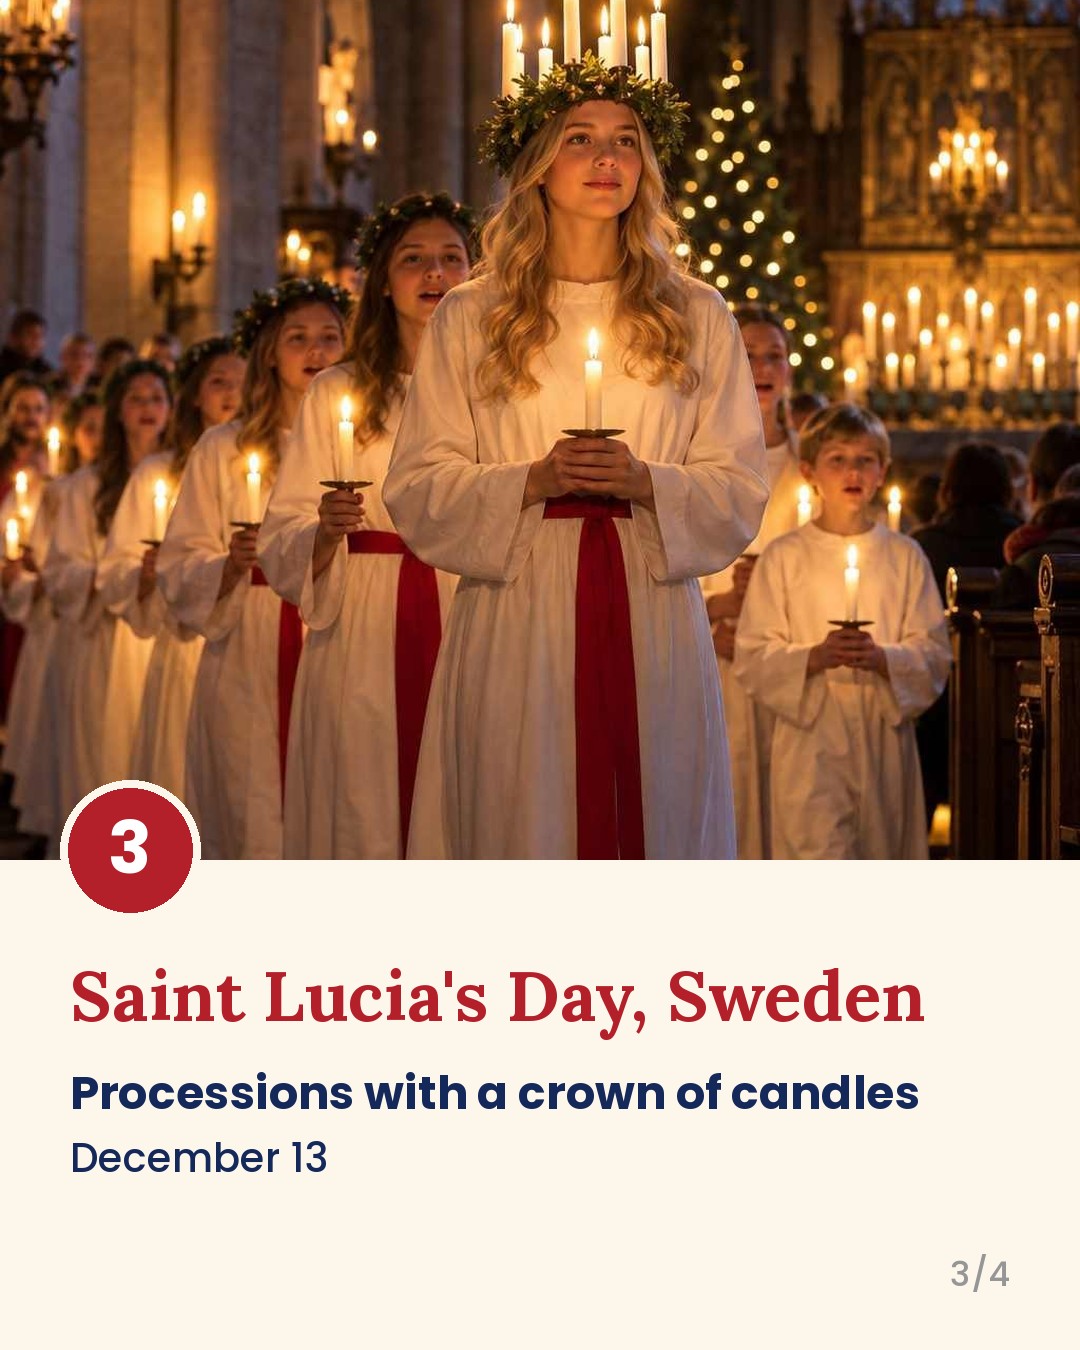 3
Saint Lucia's Day, Sweden
Processions with a crown of candles
December 13
3/4